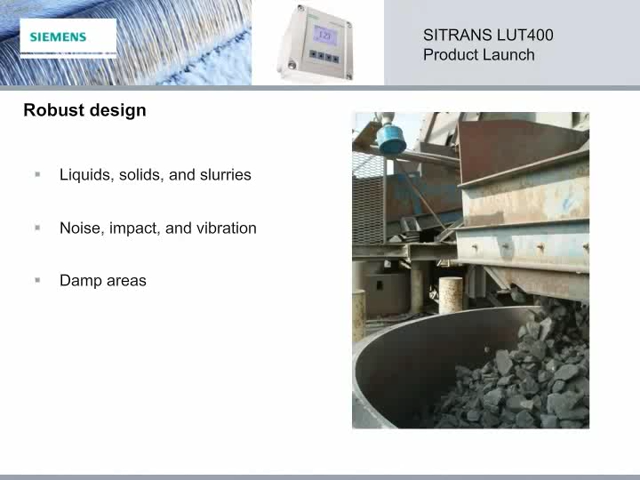 SIEMENS
SITRANS LUT400
Product Launch
Robust design
Liquids, solids, and slurries
Noise, impact, and vibration
Damp areas